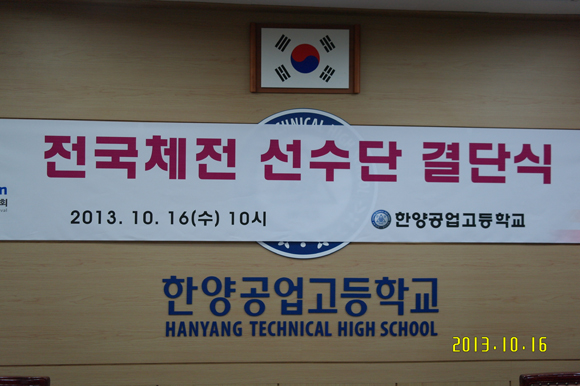 전국체전 선수단 결단식
2013. 10. 16(수) 10시
한양공업고등학교
한양공업고등학교
HANYANG TECHNICAL HIGH SCHOOL
2013.10.16